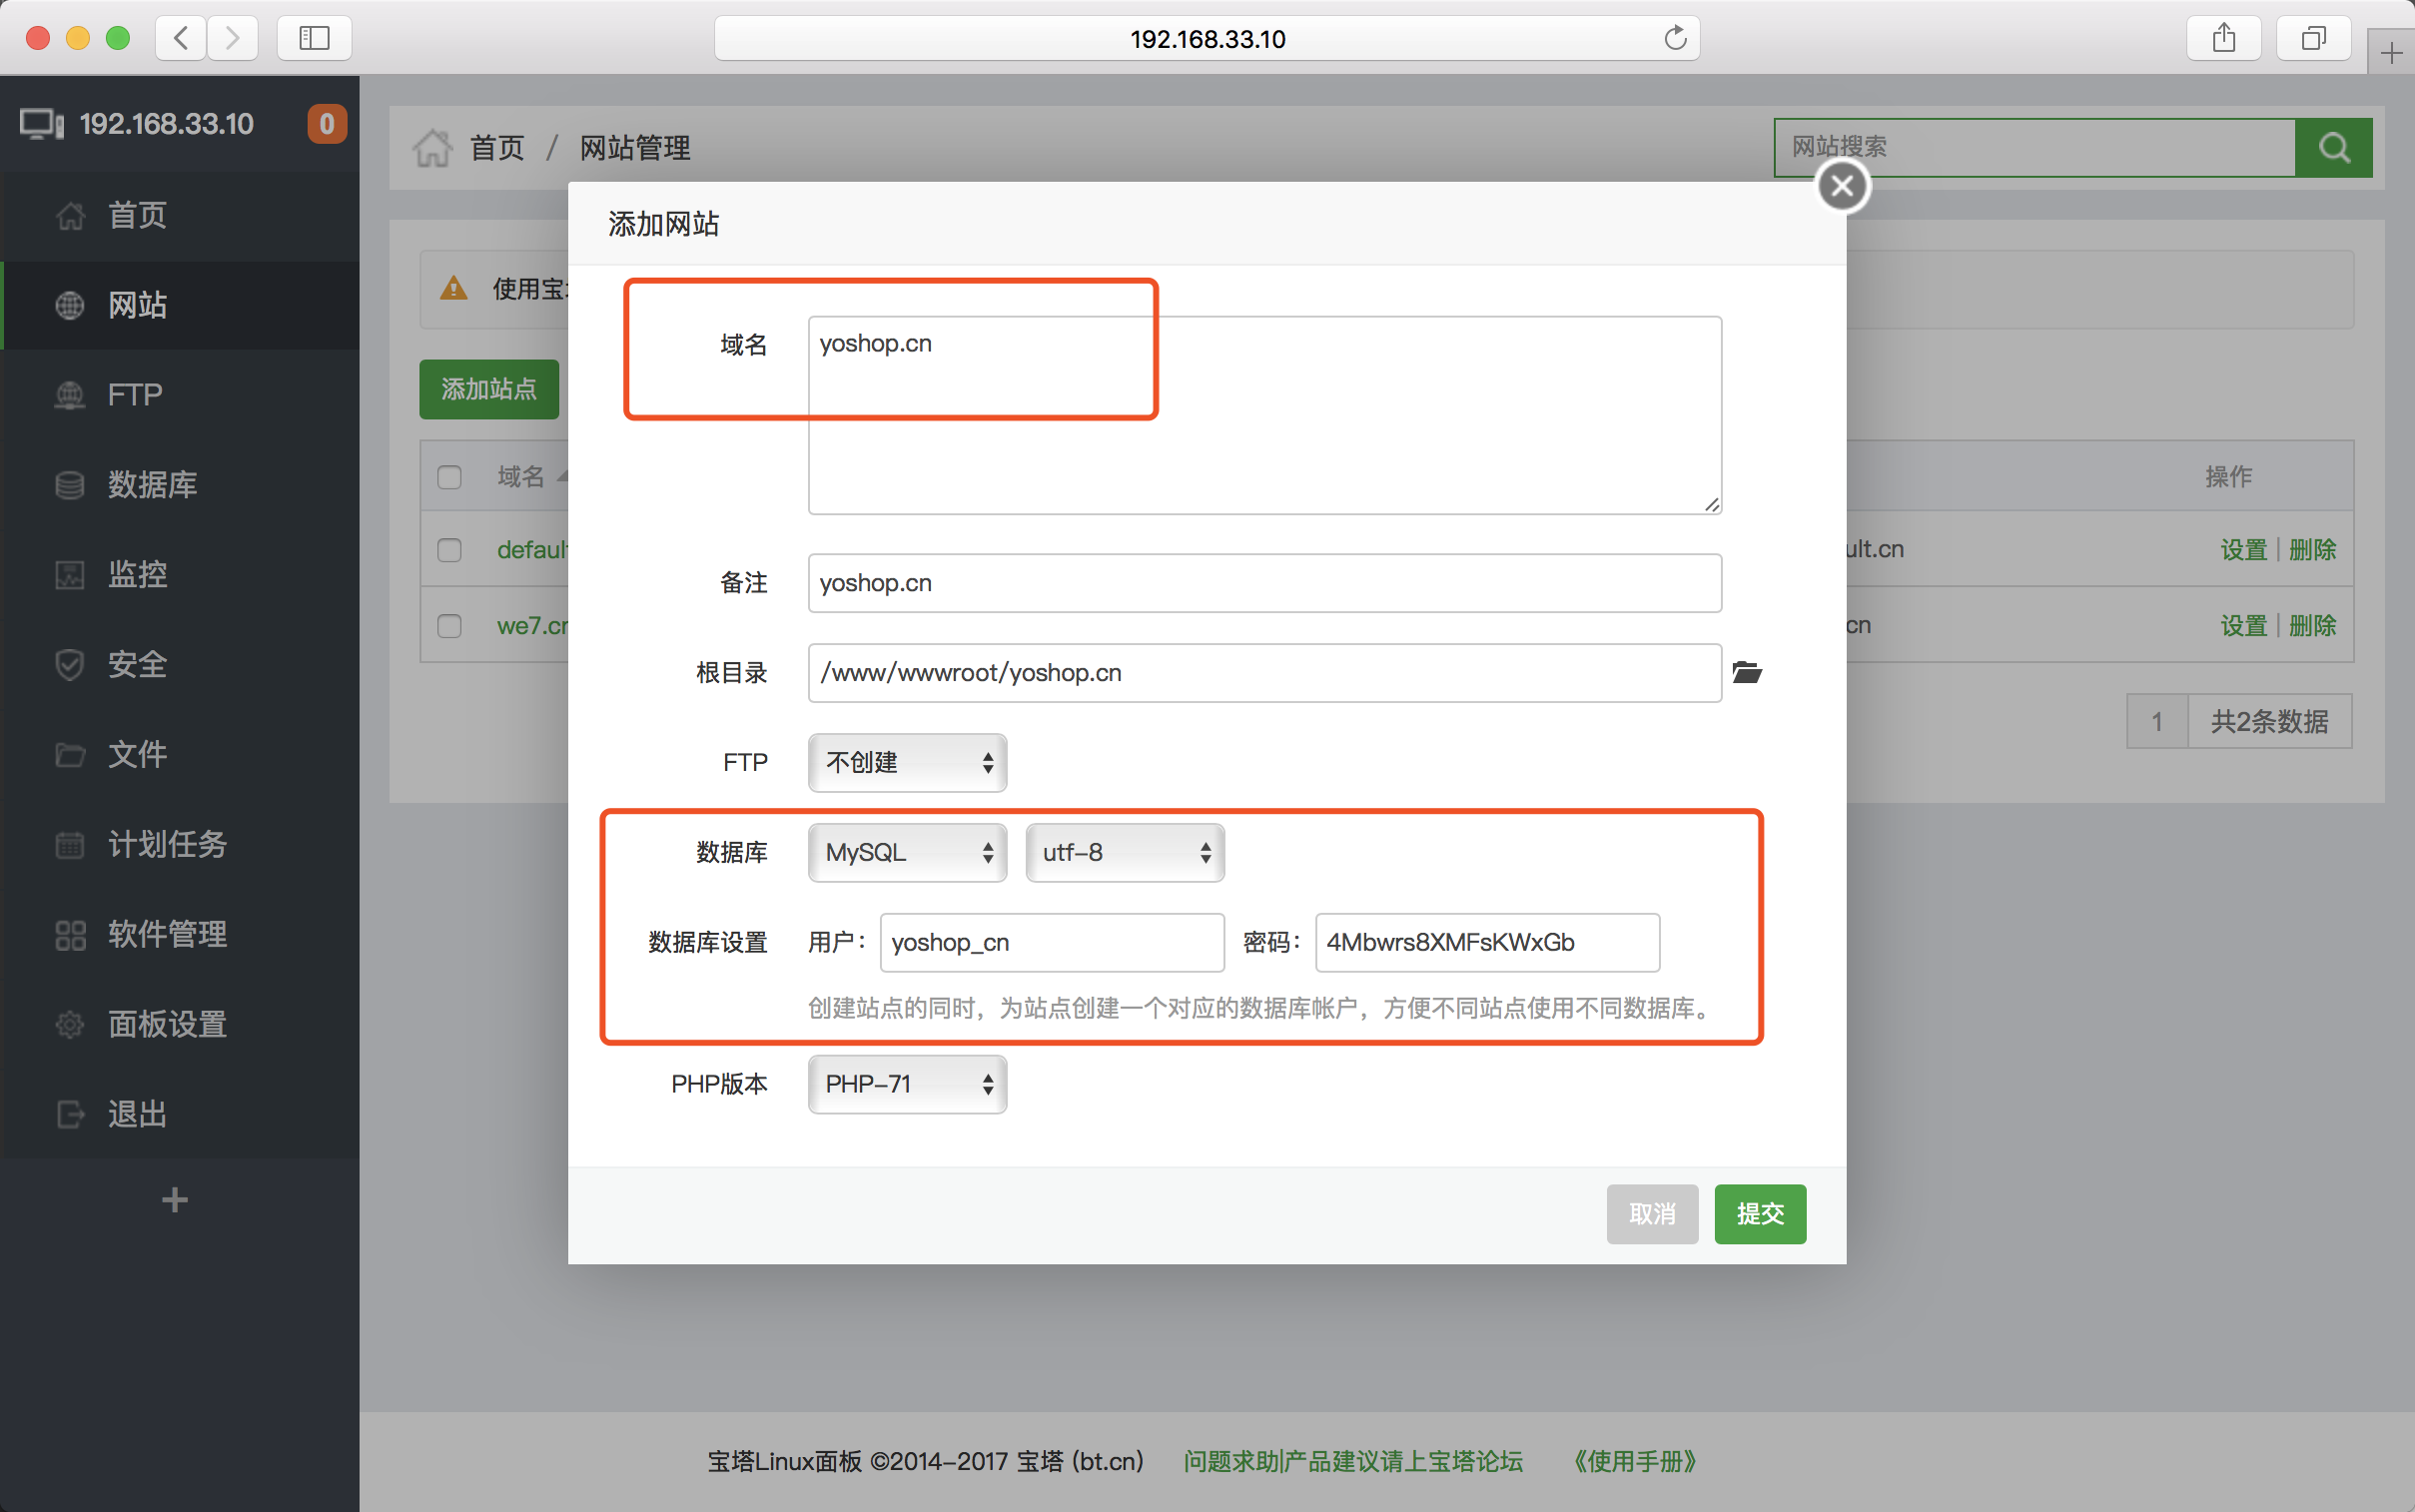 192.168.33.10
192.168.33.10
0
首页
网站
FTP
数据库
监控
安全
文件
计划任务
软件管理
面板设置
退出
首页 / 网站管理
网站搜索
使用宝
添加站点
域名
操作
default
ult.cn
设置 | 删除
we7.cn
cn
设置 | 删除
1
共2条数据
添加网站
域名
yoshop.cn
备注
yoshop.cn
根目录
/www/wwwroot/yoshop.cn
FTP
不创建
数据库
MySQL
utf-8
数据库设置
用户：
yoshop_cn
密码：
4Mbwrs8XMFsKWxGb
创建站点的同时，为站点创建一个对应的数据库帐户，方便不同站点使用不同数据库。
PHP版本
PHP-71
取消
提交
宝塔Linux面板 ©2014-2017 宝塔 (bt.cn)
问题求助|产品建议请上宝塔论坛
《使用手册》